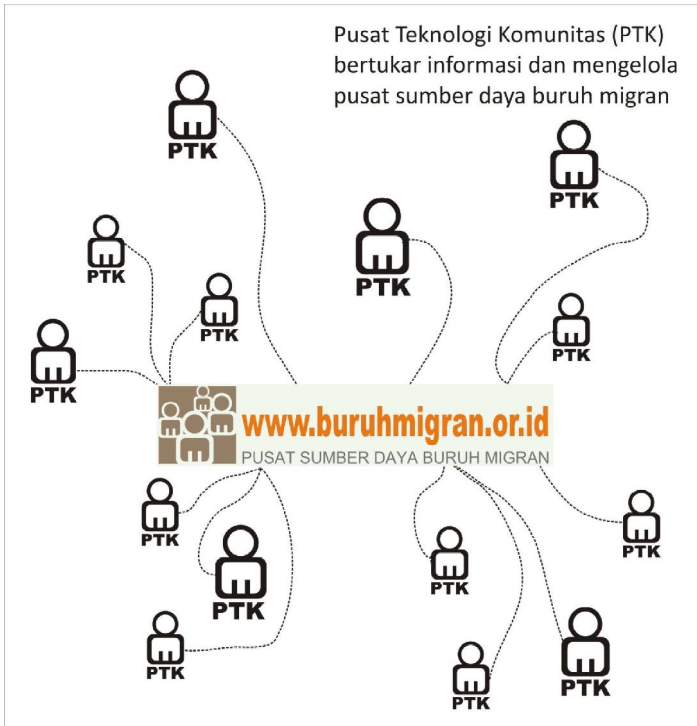 Pusat Teknologi Komunitas (PTK)
bertukar informasi dan mengelola
pusat sumber daya buruh migran
PTK
PTK
PTK
PTK
PTK
PTK
PTK
PTK
www.buruhmigran.or.id
PUSAT SUMBER DAYA BURUH MIGRAN
PTK
PTK
PTK
PTK
PTK
PTK
PTK